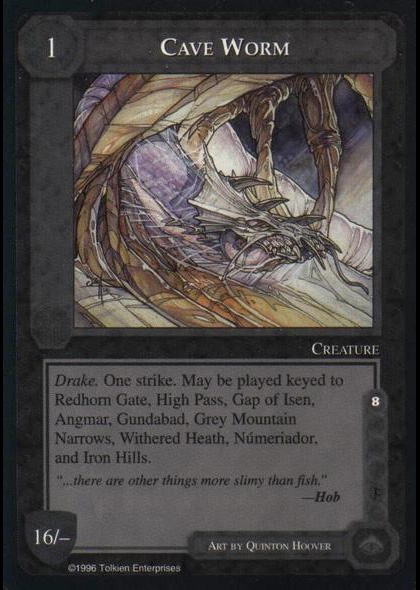 1
CAVE WORM
CREATURE
Drake. One strike. May be played keyed to
Redhorn Gate, High Pass, Gap of Isen,
Angmar, Gundabad, Grey Mountain
Narrows, Withered Heath, Númeriador,
and Iron Hills.
"...there are other things more slimy than fish."
—Hob
8
16/–
ART BY QUINTON HOOVER
©1996 Tolkien Enterprises